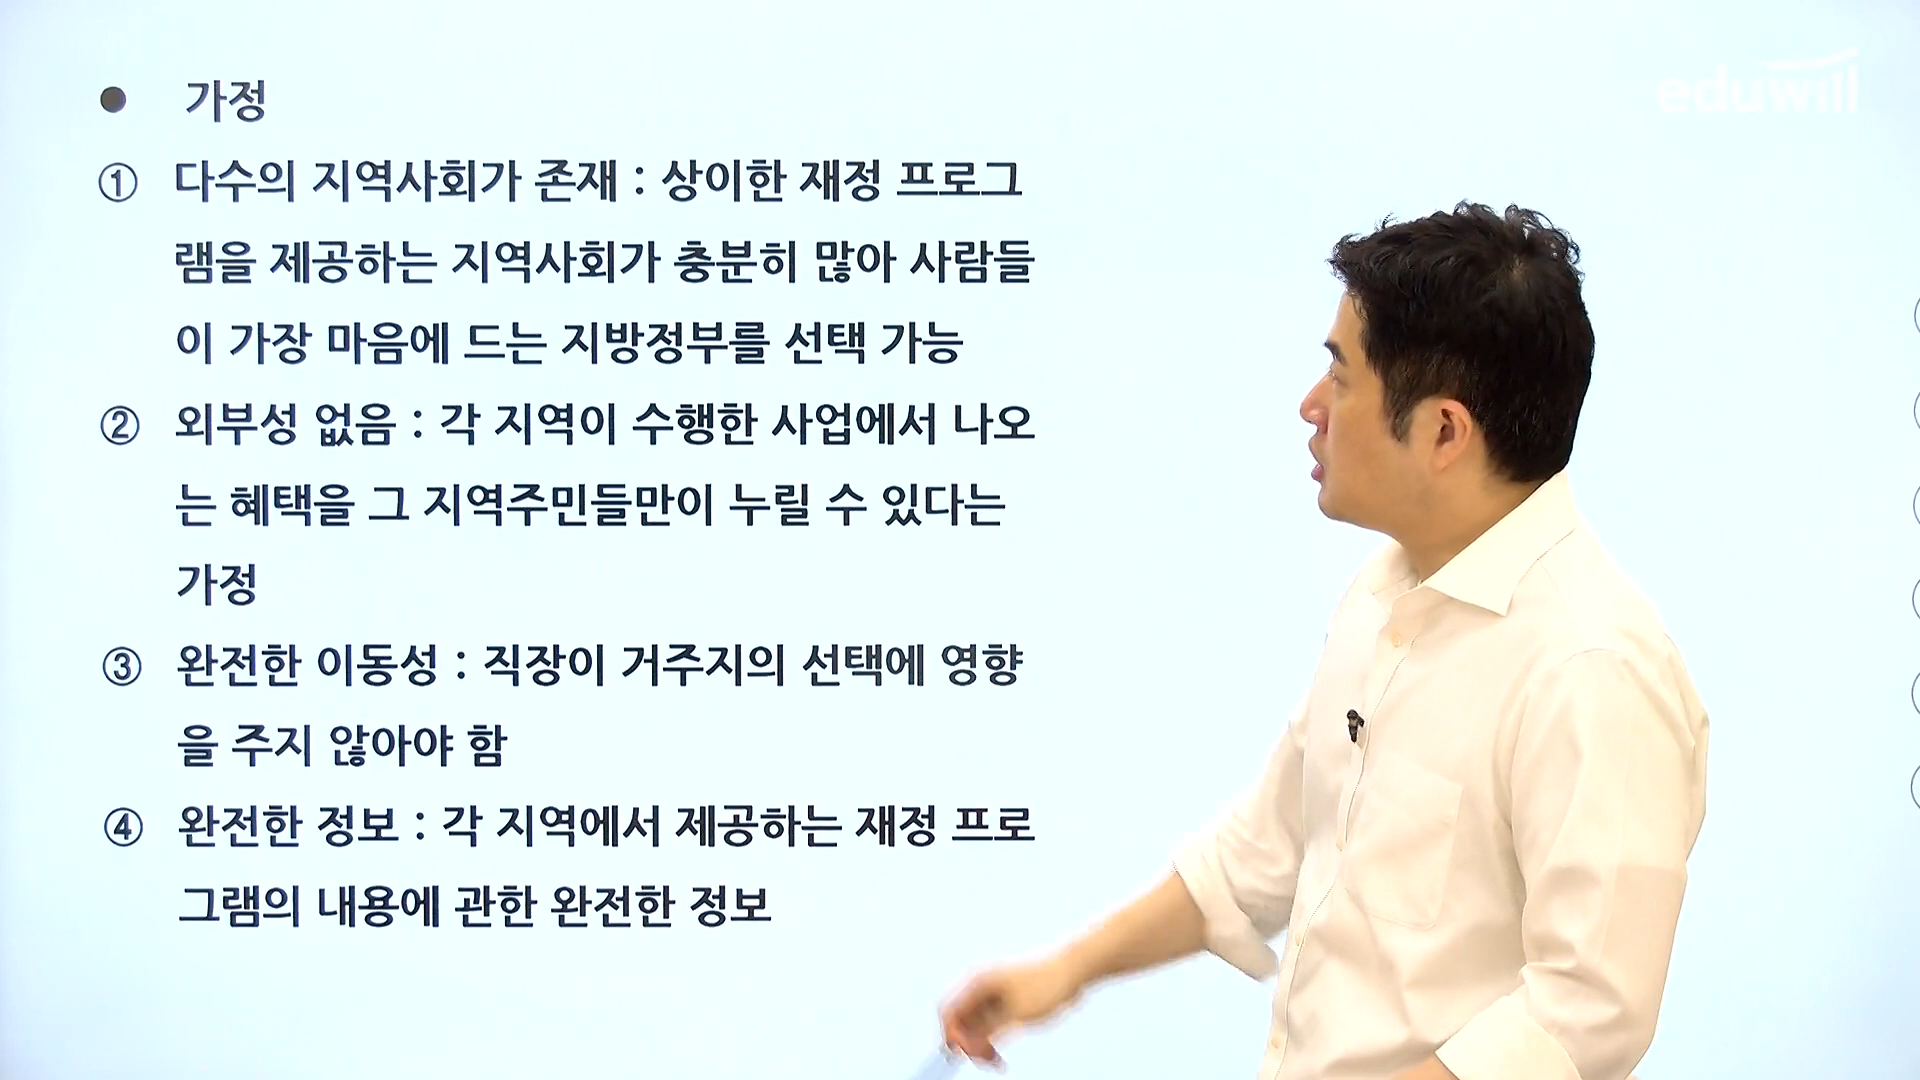 eduwill
● 가정
① 다수의 지역사회가 존재 : 상이한 재정 프로그
램을 제공하는 지역사회가 충분히 많아 사람들
이 가장 마음에 드는 지방정부를 선택 가능
② 외부성 없음 : 각 지역이 수행한 사업에서 나오
는 혜택을 그 지역주민들만이 누릴 수 있다는
가정
③ 완전한 이동성 : 직장이 거주지의 선택에 영향
을 주지 않아야 함
④ 완전한 정보 : 각 지역에서 제공하는 재정 프로
그램의 내용에 관한 완전한 정보